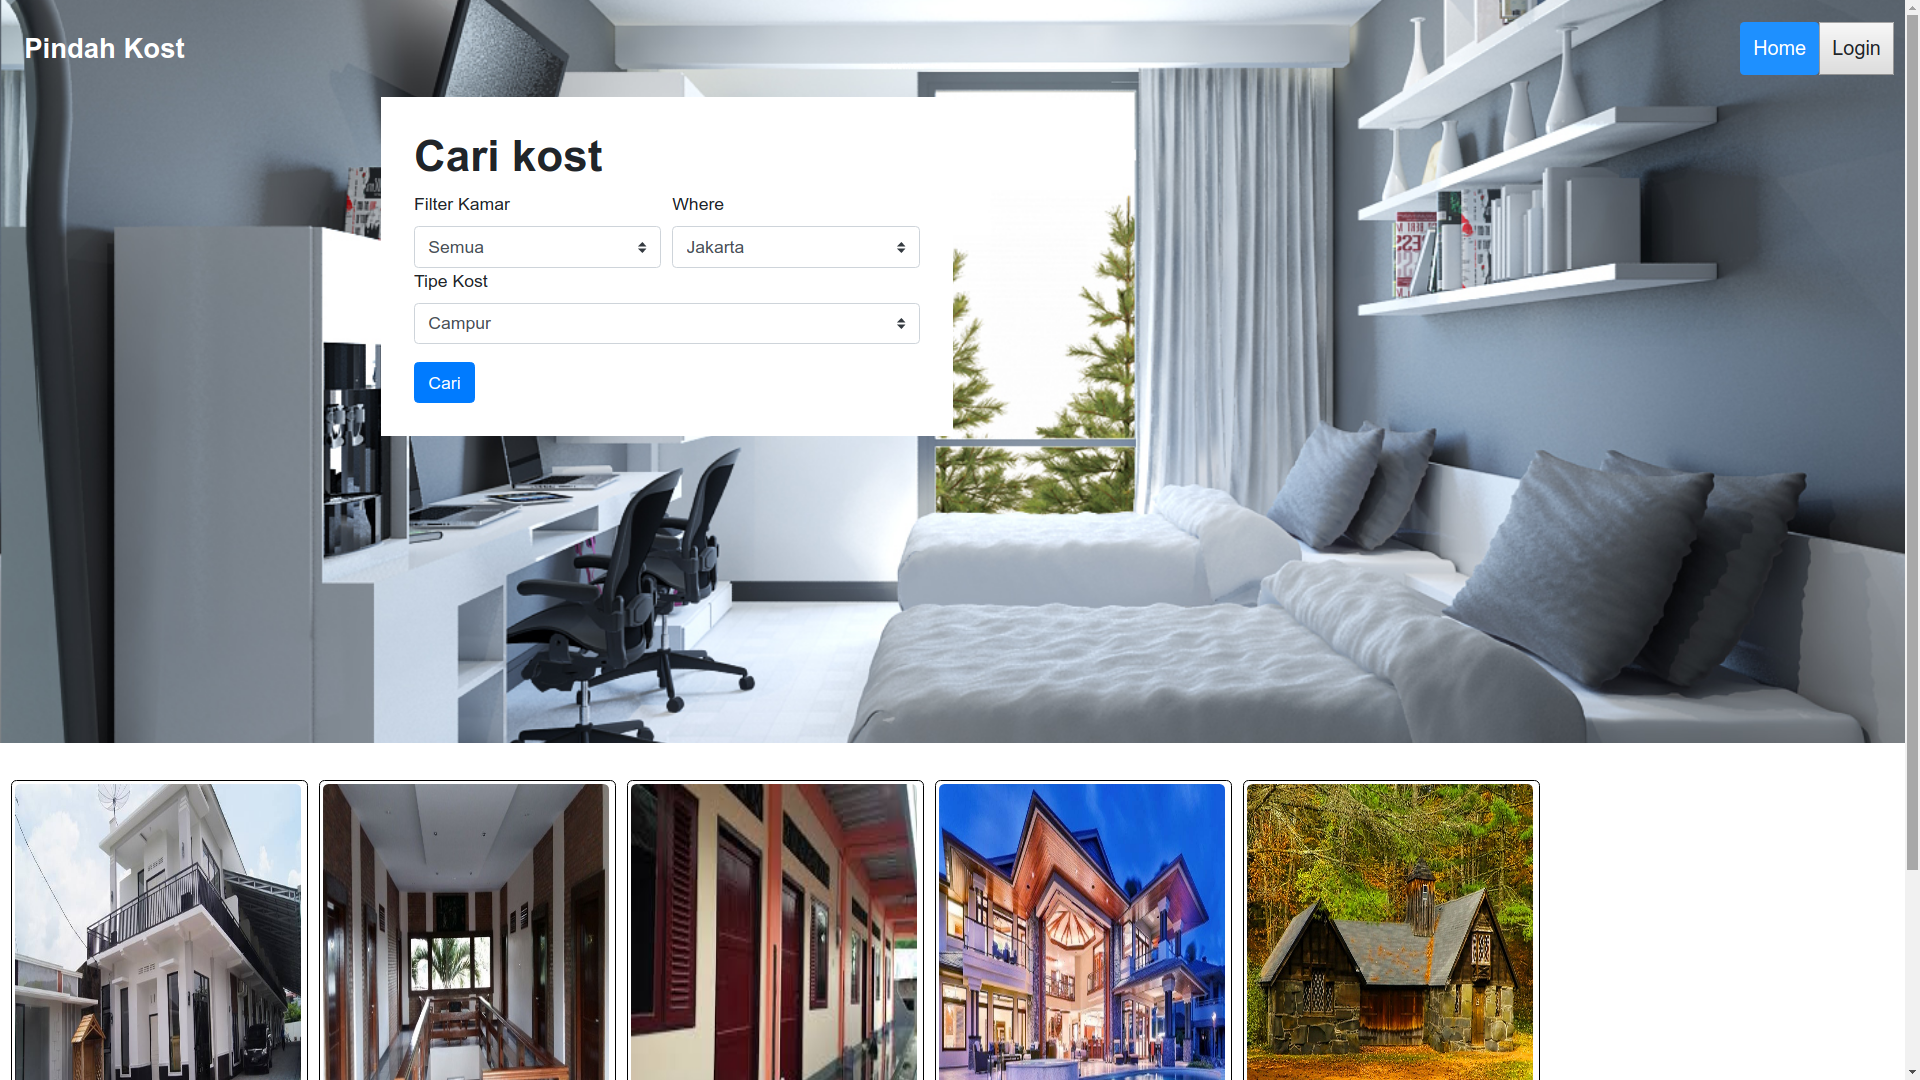 Pindah Kost
Home
Login
Cari kost
Filter Kamar
Where
Semua
Jakarta
Tipe Kost
Campur
Cari